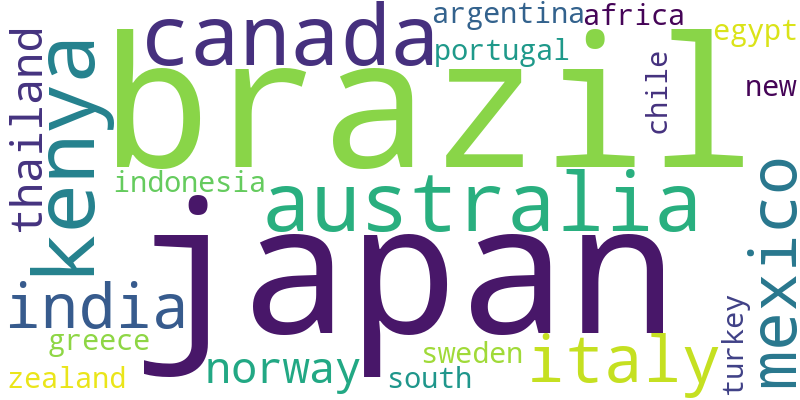 canada
argentina
africa
egypt
portugal
brazil
chile
new
thailand
kenya
indonesia
australia
mexico
japan
india
greece
norway
sweden
italy
turkey
zealand
south